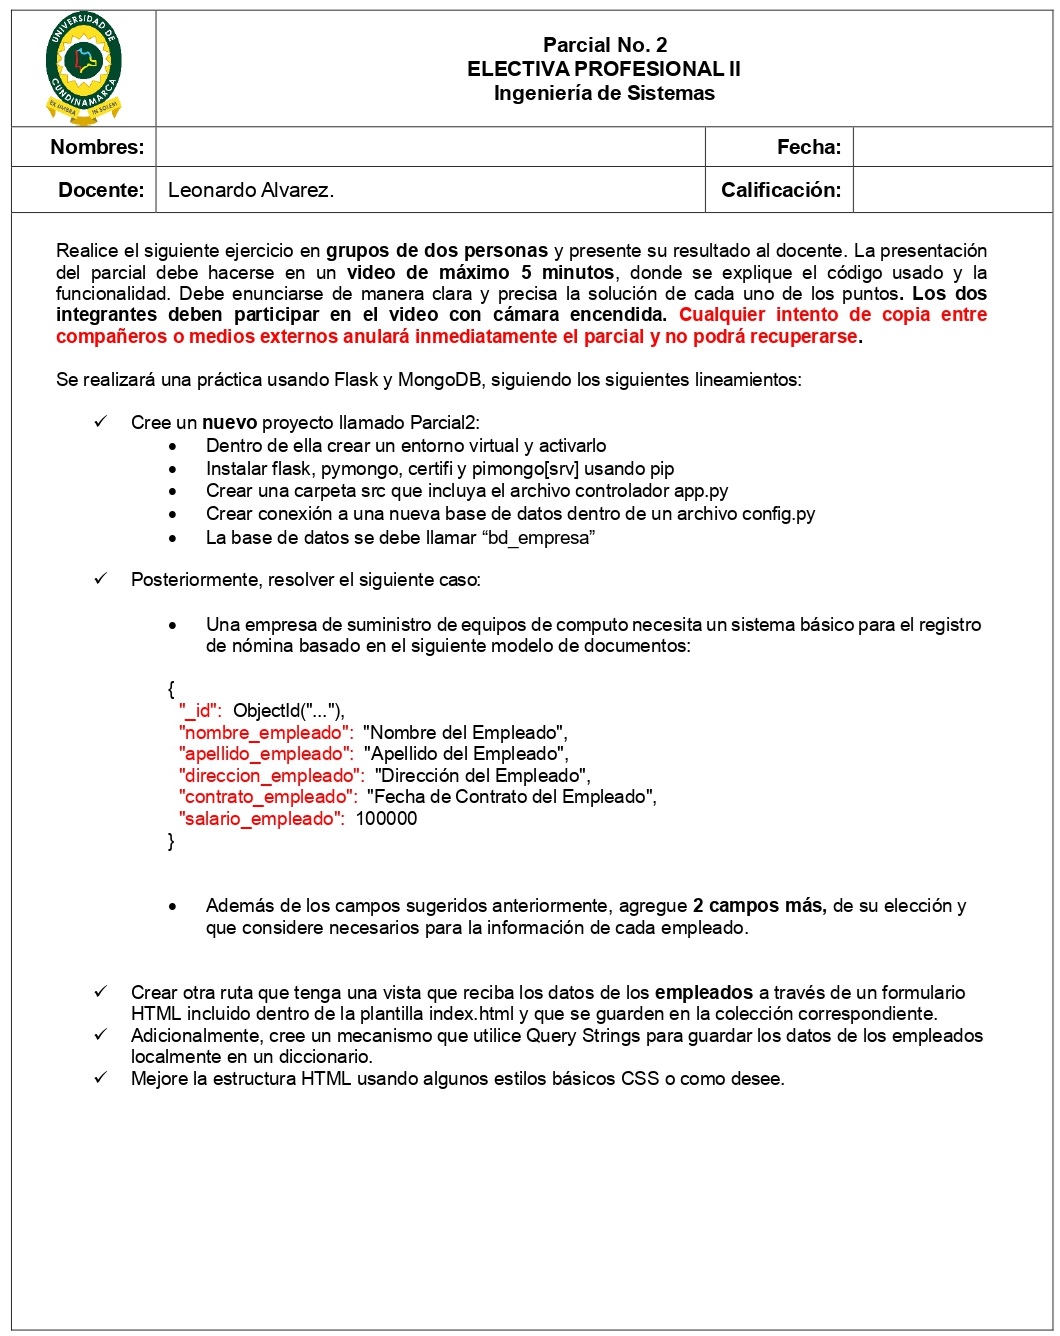 UNIVERSIDAD DE
CUNDINAMARCA
EX UMBRA
IN SOLEM
Parcial No. 2
ELECTIVA PROFESIONAL II
Ingeniería de Sistemas
Nombres:
Fecha:
Docente:
Leonardo Alvarez.
Calificación:
Realice el siguiente ejercicio en grupos de dos personas y presente su resultado al docente. La presentación
del parcial debe hacerse en un video de máximo 5 minutos, donde se explique el código usado y la
funcionalidad. Debe enunciarse de manera clara y precisa la solución de cada uno de los puntos. Los dos
integrantes deben participar en el video con cámara encendida. Cualquier intento de copia entre
compañeros o medios externos anulará inmediatamente el parcial y no podrá recuperarse.
Se realizará una práctica usando Flask y MongoDB, siguiendo los siguientes lineamientos:
✓ Cree un nuevo proyecto llamado Parcial2:
• Dentro de ella crear un entorno virtual y activarlo
• Instalar flask, pymongo, certifi y pimongo[srv] usando pip
• Crear una carpeta src que incluya el archivo controlador app.py
• Crear conexión a una nueva base de datos dentro de un archivo config.py
• La base de datos se debe llamar “bd_empresa”
✓ Posteriormente, resolver el siguiente caso:
• Una empresa de suministro de equipos de computo necesita un sistema básico para el registro
de nómina basado en el siguiente modelo de documentos:
{
"_id": ObjectId("..."),
"nombre_empleado": "Nombre del Empleado",
"apellido_empleado": "Apellido del Empleado",
"direccion_empleado": "Dirección del Empleado",
"contrato_empleado": "Fecha de Contrato del Empleado",
"salario_empleado": 100000
}
• Además de los campos sugeridos anteriormente, agregue 2 campos más, de su elección y
que considere necesarios para la información de cada empleado.
✓ Crear otra ruta que tenga una vista que reciba los datos de los empleados a través de un formulario
HTML incluido dentro de la plantilla index.html y que se guarden en la colección correspondiente.
✓ Adicionalmente, cree un mecanismo que utilice Query Strings para guardar los datos de los empleados
localmente en un diccionario.
✓ Mejore la estructura HTML usando algunos estilos básicos CSS o como desee.